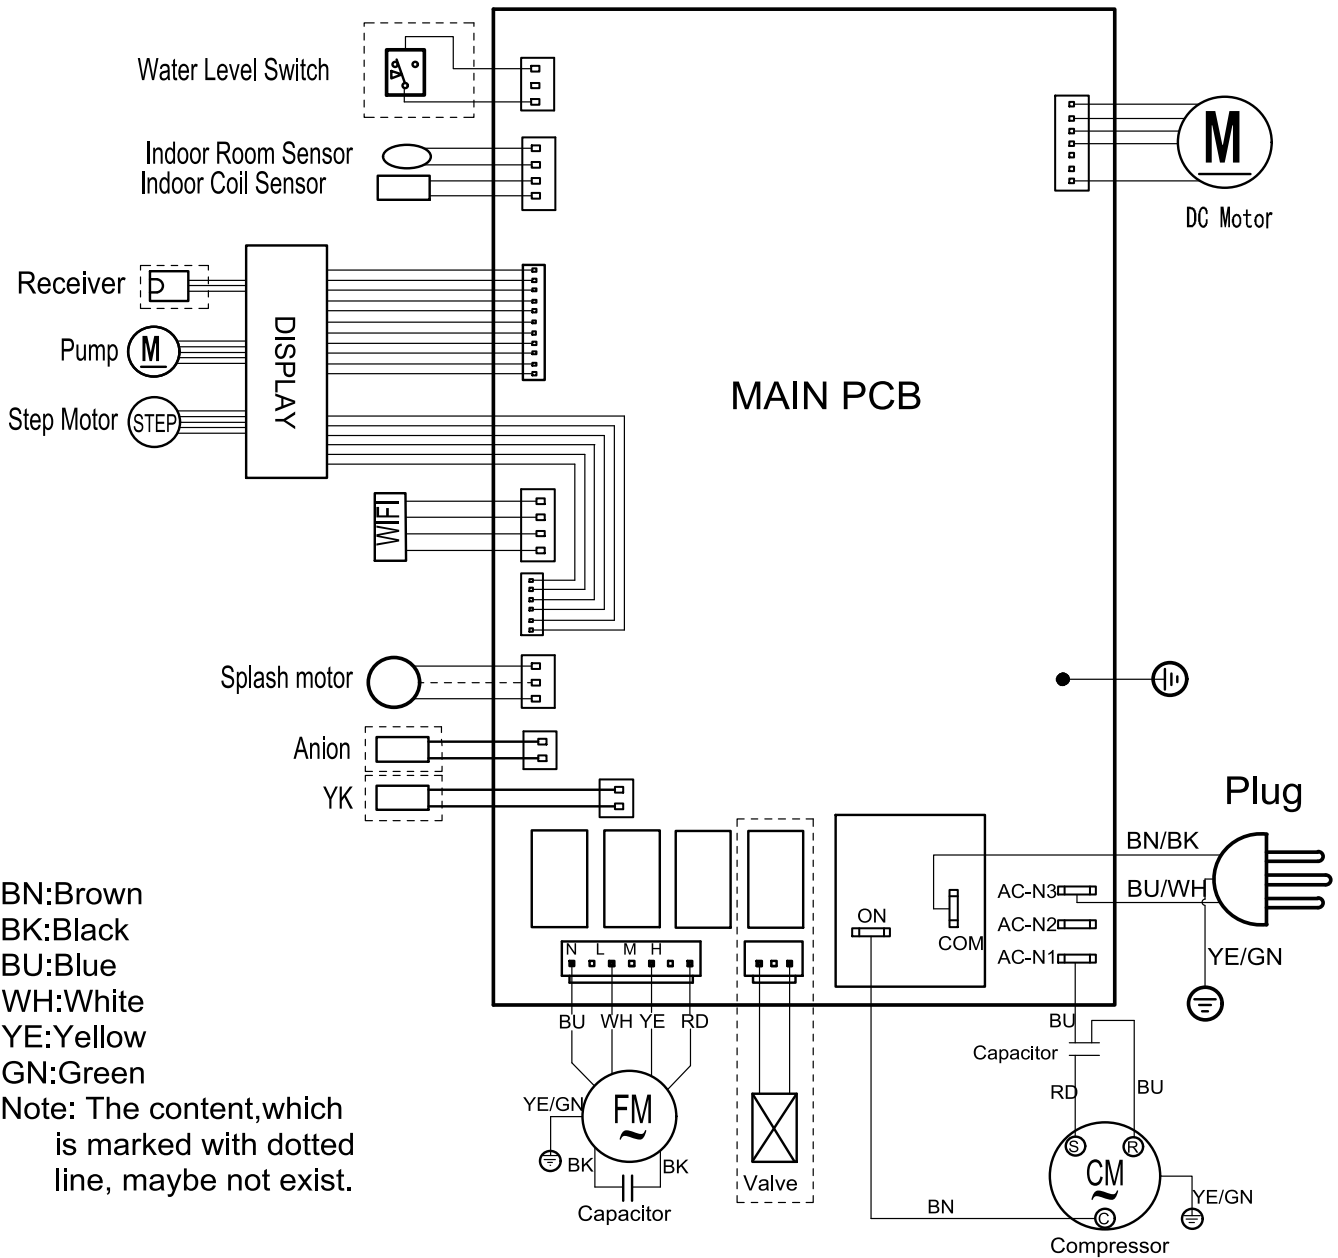 Water Level Switch
Indoor Room Sensor
Indoor Coil Sensor
M
DC Motor
Receiver
Pump
M
Step Motor
STEP
DISPLAY
MAIN PCB
WIFI
Splash motor
Anion
YK
Plug
BN/BK
BU/WH
YE/GN
ON
COM
AC-N3
AC-N2
AC-N1
N L M H
BU WH YE RD
BU
Capacitor
RD
BU
YE/GN
FM
~
BK
BK
Capacitor
Valve
S
R
CM
~
C
BN
YE/GN
Compressor
BN:Brown
BK:Black
BU:Blue
WH:White
YE:Yellow
GN:Green
Note: The content,which
is marked with dotted
line, maybe not exist.